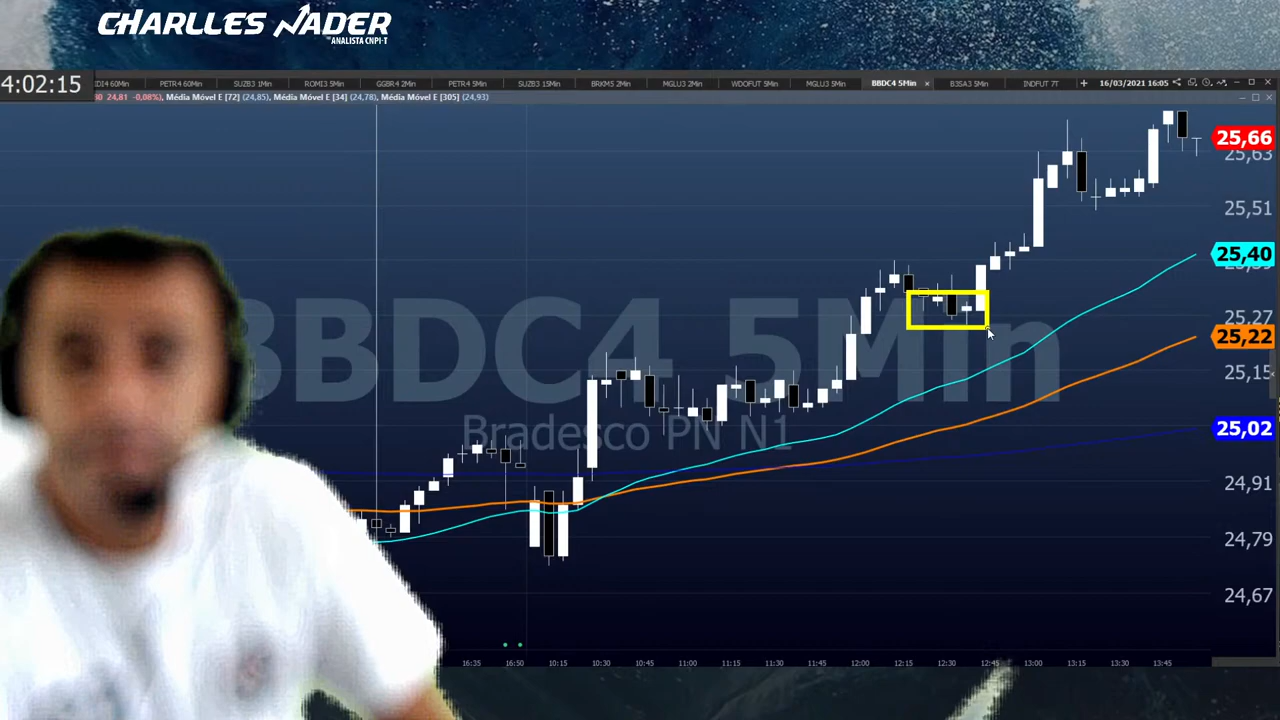 CHARLLES NADER
ANALISTA CNPI-T
4:02:15
DI4 60Min PETR4 60Min SUZB3 1Min ROMI3 5Min GGBR4 2Min PETR4 5Min SUZB3 15Min BRKM5 2Min MGLU3 2Min WDOFUT 5Min MGLU3 5Min BBDC4 5Min B3SA3 5Min INDFUT 7T 16/03/2021 16:05
24,81 -0,08%), Média Móvel E [72] (24,85), Média Móvel E [34] (24,78), Média Móvel E [305] (24,93)
25,66
25,63
25,51
25,40
25,27
25,22
25,15
25,02
24,91
24,79
24,67
BBDC4 5Min
Bradesco PN N1
16:35 16:50 10:15 10:30 10:45 11:00 11:15 11:30 11:45 12:00 12:15 12:30 12:45 13:00 13:15 13:30 13:45